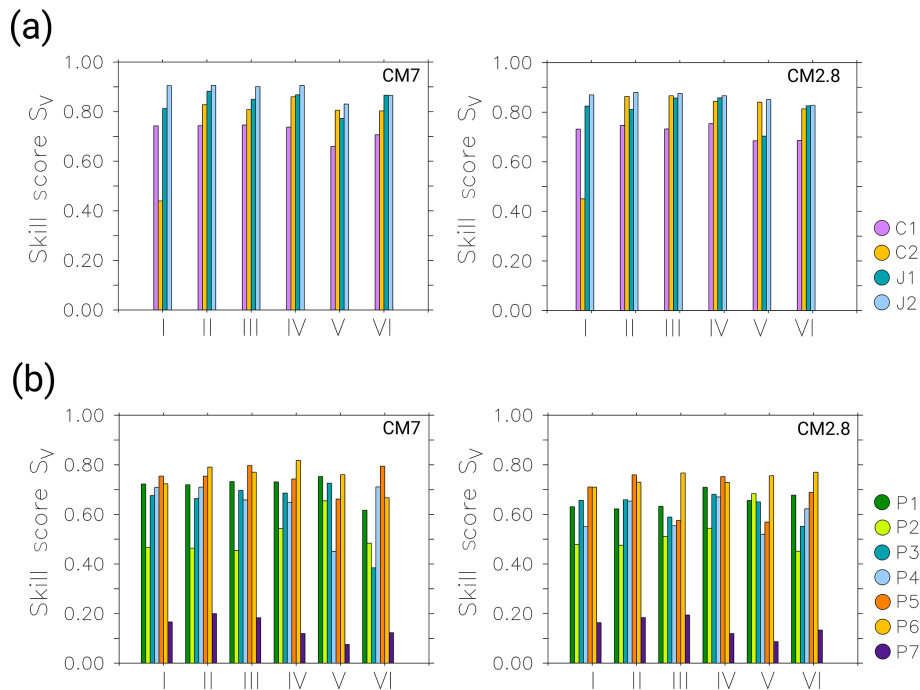 (a)
Skill score SV
1.00
0.80
0.60
0.40
0.20
0.00
CM7
I II III IV V VI
Skill score SV
1.00
0.80
0.60
0.40
0.20
0.00
CM2.8
I II III IV V VI
C1
C2
J1
J2
(b)
Skill score SV
1.00
0.80
0.60
0.40
0.20
0.00
CM7
I II III IV V VI
Skill score SV
1.00
0.80
0.60
0.40
0.20
0.00
CM2.8
I II III IV V VI
P1
P2
P3
P4
P5
P6
P7